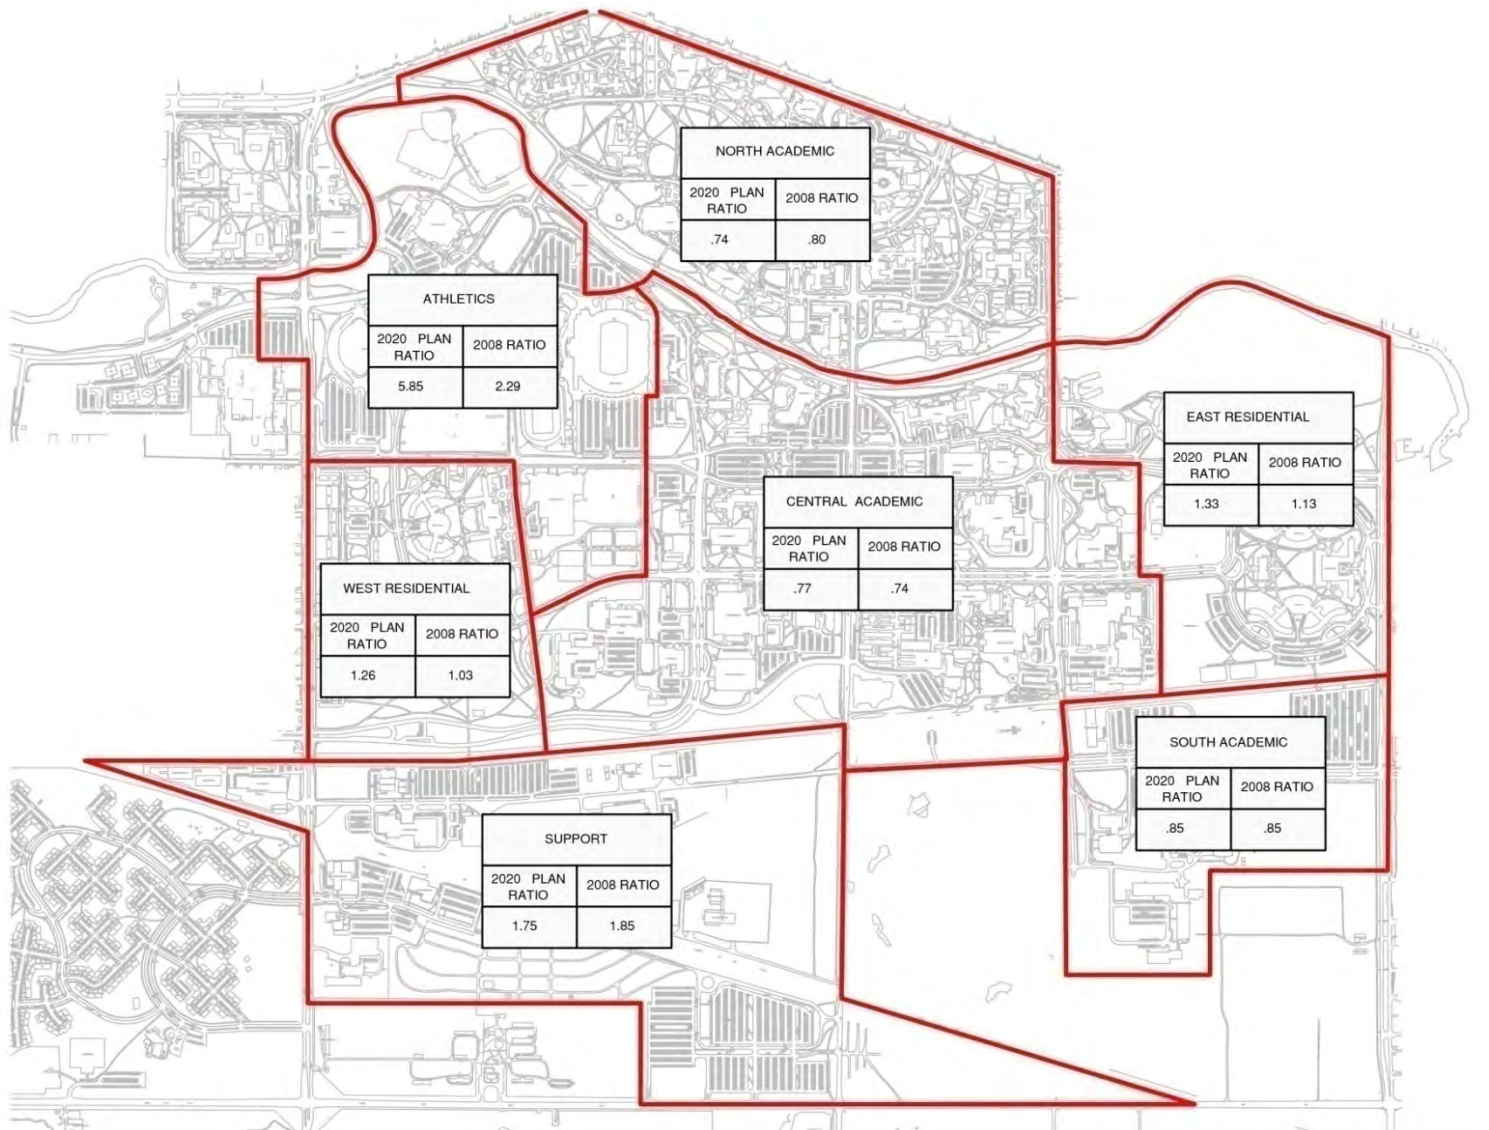 NORTH ACADEMIC
2020 PLAN
RATIO
2008 RATIO
.74
.80
ATHLETICS
2020 PLAN
RATIO
2008 RATIO
5.85
2.29
EAST RESIDENTIAL
2020 PLAN
RATIO
2008 RATIO
1.33
1.13
CENTRAL ACADEMIC
2020 PLAN
RATIO
2008 RATIO
.77
.74
WEST RESIDENTIAL
2020 PLAN
RATIO
2008 RATIO
1.26
1.03
SOUTH ACADEMIC
2020 PLAN
RATIO
2008 RATIO
.85
.85
SUPPORT
2020 PLAN
RATIO
2008 RATIO
1.75
1.85